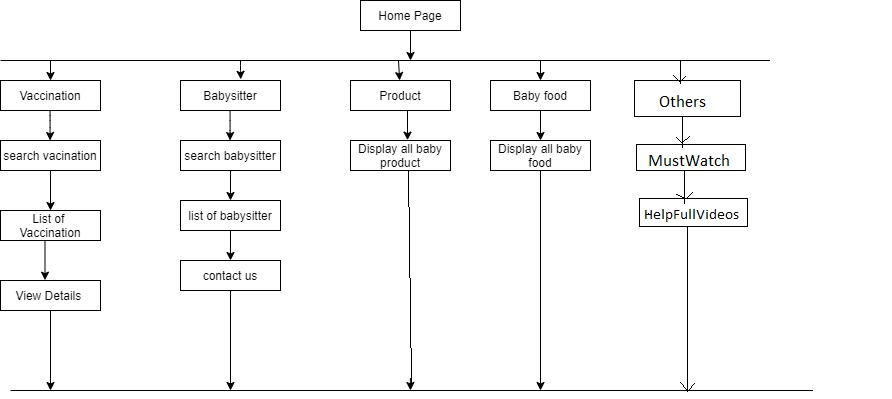 Home Page
Vaccination
Babysitter
Product
Baby food
Others
search vacination
search babysitter
Display all baby
product
Display all baby
food
MustWatch
List of
Vaccination
list of babysitter
HelpFullVideos
View Details
contact us